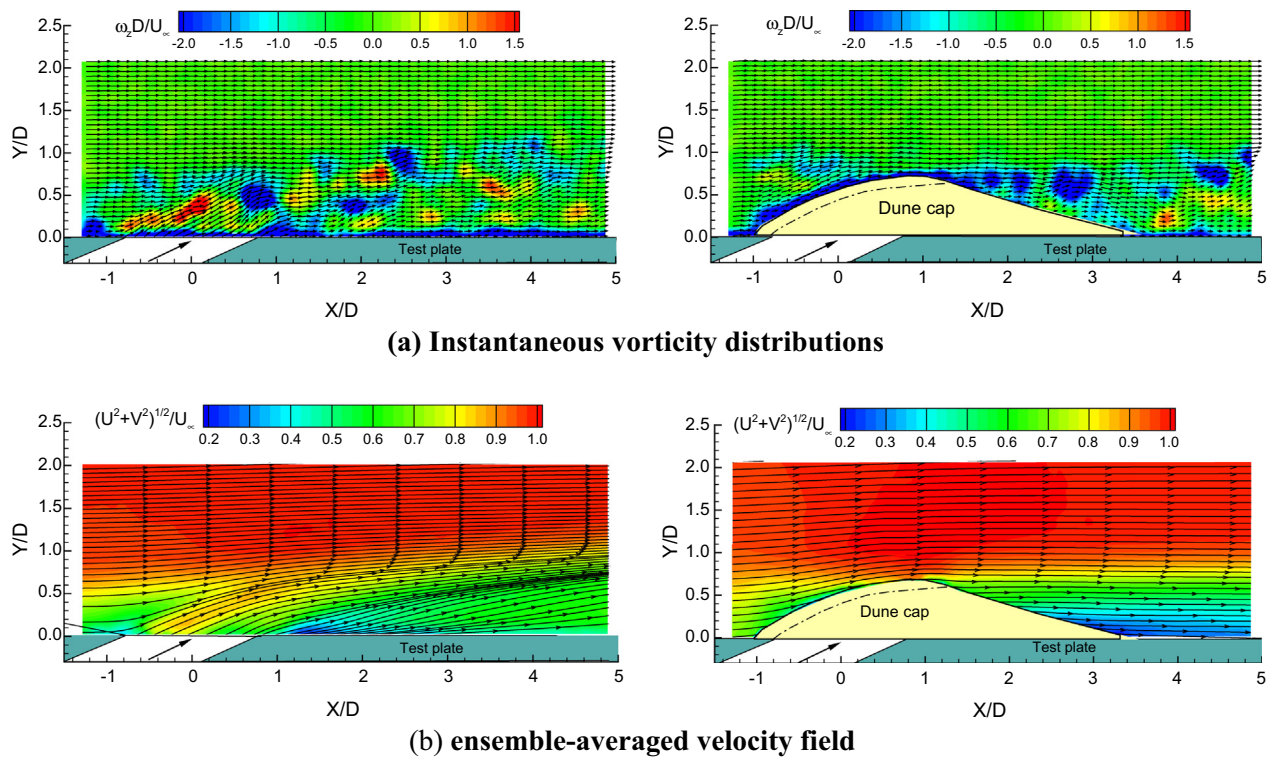 ω_zD/U_∞
-2.0 -1.5 -1.0 -0.5 0.0 0.5 1.0 1.5
2.5
2.0
1.5
1.0
0.5
0.0
Y/D
Test plate
-1 0 1 2 3 4 5
X/D
ω_zD/U_∞
-2.0 -1.5 -1.0 -0.5 0.0 0.5 1.0 1.5
2.5
2.0
1.5
1.0
0.5
0.0
Y/D
Dune cap
Test plate
-1 0 1 2 3 4 5
X/D
(a) Instantaneous vorticity distributions
(U²+V²)^1/2/U_∞
0.2 0.3 0.4 0.5 0.6 0.7 0.8 0.9 1.0
2.5
2.0
1.5
1.0
0.5
0.0
Y/D
Test plate
-1 0 1 2 3 4 5
X/D
(U²+V²)^1/2/U_∞
0.2 0.3 0.4 0.5 0.6 0.7 0.8 0.9 1.0
2.5
2.0
1.5
1.0
0.5
0.0
Y/D
Dune cap
Test plate
-1 0 1 2 3 4 5
X/D
(b) ensemble-averaged velocity field